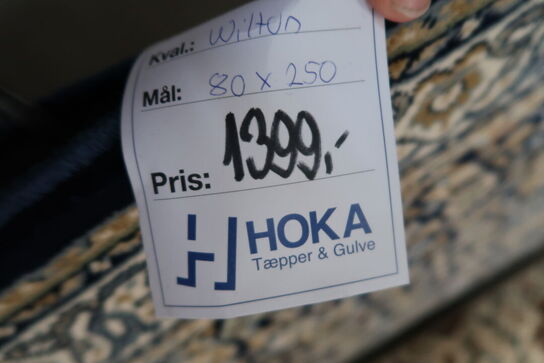 Kval.: Wilton
Mål: 80 x 250
Pris: 1399,-
HOKA
Tæpper & Gulve